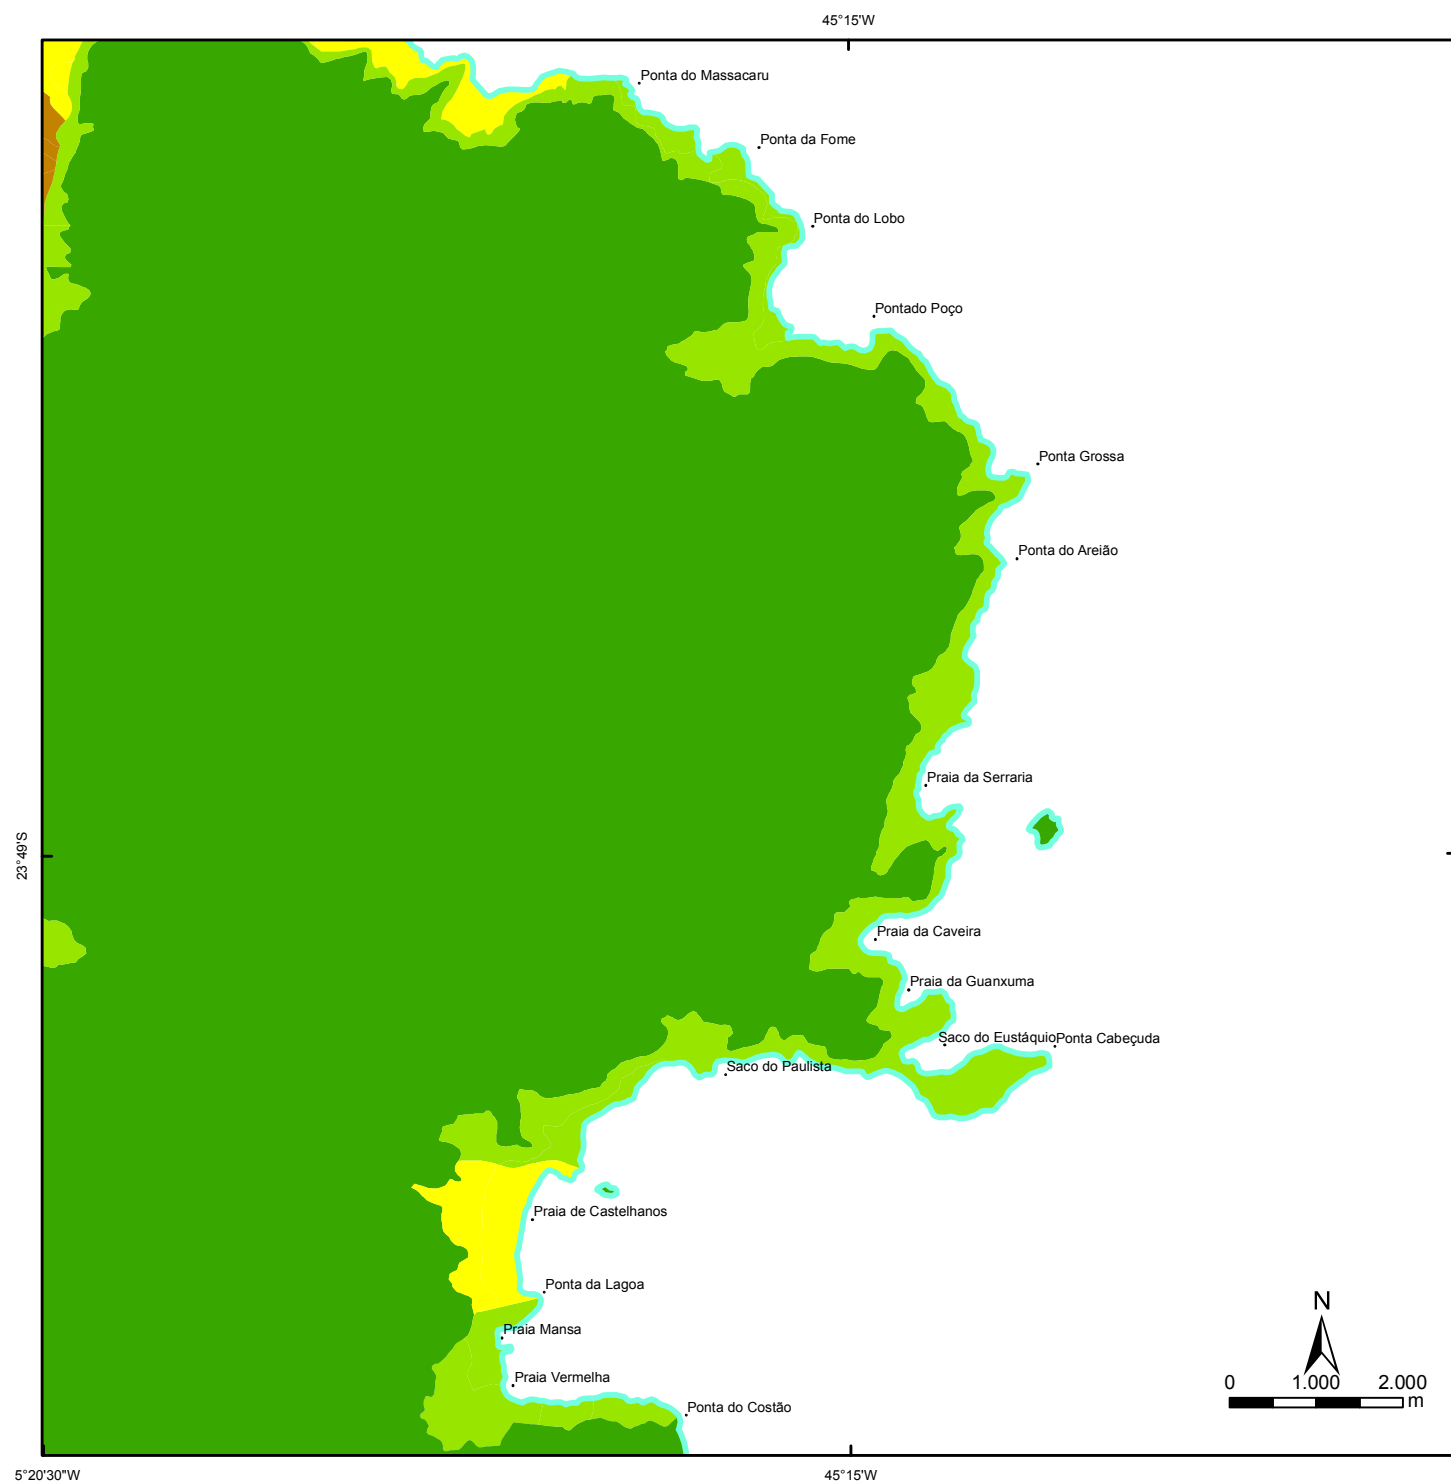 45°15'W
Ponta do Massacaru
Ponta da Fome
Ponta do Lobo
Pontado Poço
Ponta Grossa
Ponta do Areião
Praia da Serraria
23°49'S
Praia da Caveira
Praia da Guanxuma
Saco do Eustáquio
Ponta Cabeçuda
Saco do Paulista
Praia de Castelhanos
Ponta da Lagoa
N
Praia Mansa
Praia Vermelha
0 1.000 2.000
m
Ponta do Costão
5°20'30"W
45°15'W